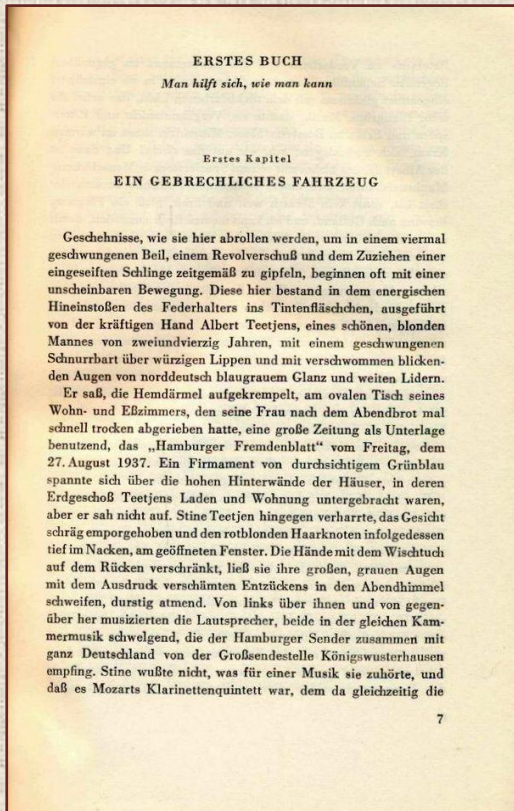 ERSTES BUCH
Man hilft sich, wie man kann
Erstes Kapitel
EIN GEBRECHLICHES FAHRZEUG
Geschehnisse, wie sie hier abrollen werden, um in einem viermal
geschwungenen Beil, einem Revolverschuß und dem Zuziehen einer
eingeseiften Schlinge zeitgemäß zu gipfeln, beginnen oft mit einer
unscheinbaren Bewegung. Diese hier bestand in dem energischen
Hineinstoßen des Federhalters ins Tintenfläschchen, ausgeführt
von der kräftigen Hand Albert Teetjens, eines schönen, blonden
Mannes von zweiundvierzig Jahren, mit einem geschwungenen
Schnurrbart über würzigen Lippen und mit verschwommen blicken-
den Augen von norddeutsch blaugrauem Glanz und weiten Lidern.
Er saß, die Hemdärmel aufgekrempelt, am ovalen Tisch seines
Wohn- und Eßzimmers, den seine Frau nach dem Abendbrot mal
schnell trocken abgerieben hatte, eine große Zeitung als Unterlage
benutzend, das „Hamburger Fremdenblatt“ vom Freitag, dem
27. August 1937. Ein Firmament von durchsichtigem Grünblau
spannte sich über die hohen Hinterwände der Häuser, in deren
Erdgeschoß Teetjens Laden und Wohnung untergebracht waren,
aber er sah nicht auf. Stine Teetjen hingegen verharrte, das Gesicht
schräg emporgehoben und den rotblonden Haarknoten infolgedessen
tief im Nacken, am geöffneten Fenster. Die Hände mit dem Wischtuch
auf dem Rücken verschränkt, ließ sie ihre großen, grauen Augen
mit dem Ausdruck verschämten Entzückens in den Abendhimmel
schweifen, durstig atmend. Von links über ihnen und von gegen-
über her musizierten die Lautsprecher, beide in der gleichen Kam-
mermusik schwelgend, die der Hamburger Sender zusammen mit
ganz Deutschland von der Großsendestelle Königswusterhausen
empfing. Stine wußte nicht, was für einer Musik sie zuhörte, und
daß es Mozarts Klarinettenquintett war, dem da gleichzeitig die
7